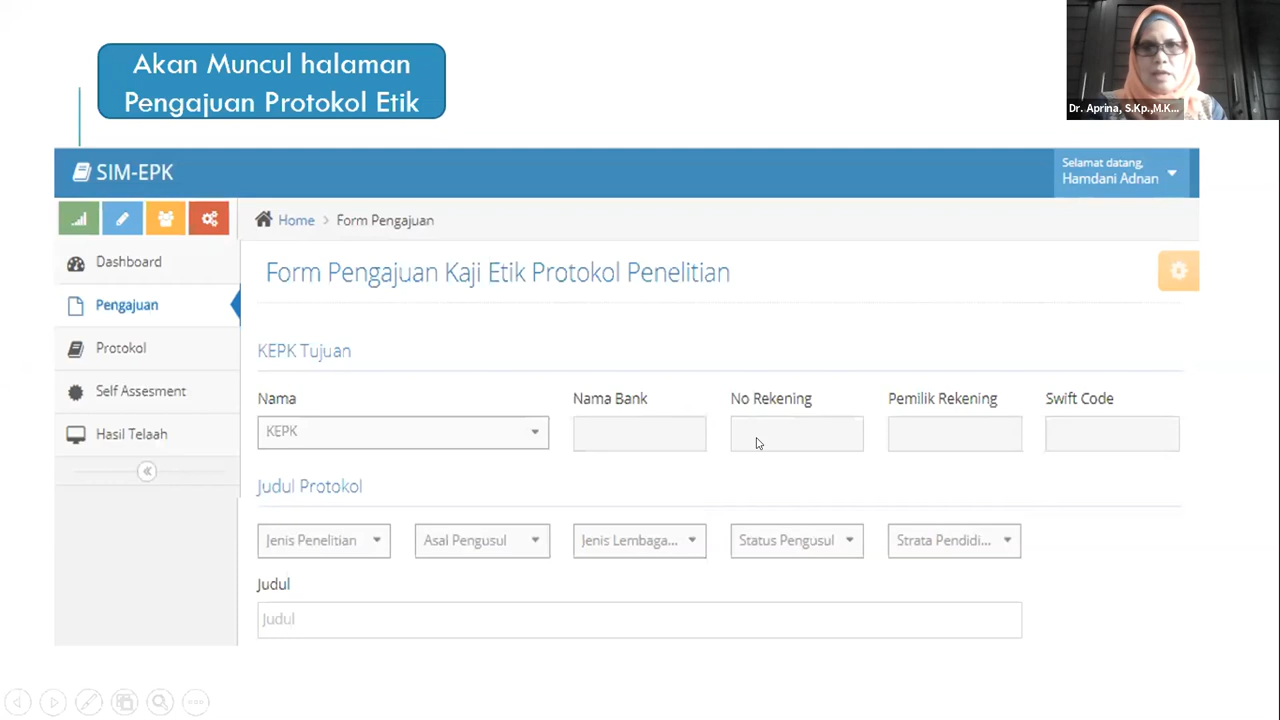 Akan Muncul halaman
Pengajuan Protokol Etik
Dr. Aprina, S.Kp.,M.K...
SIM-EPK
Selamat datang,
Hamdani Adnan
Home > Form Pengajuan
Dashboard
Pengajuan
Protokol
Self Assesment
Hasil Telaah
Form Pengajuan Kaji Etik Protokol Penelitian
KEPK Tujuan
Nama Nama Bank No Rekening Pemilik Rekening Swift Code
KEPK
Judul Protokol
Jenis Penelitian Asal Pengusul Jenis Lembaga... Status Pengusul Strata Pendidi...
Judul
Judul